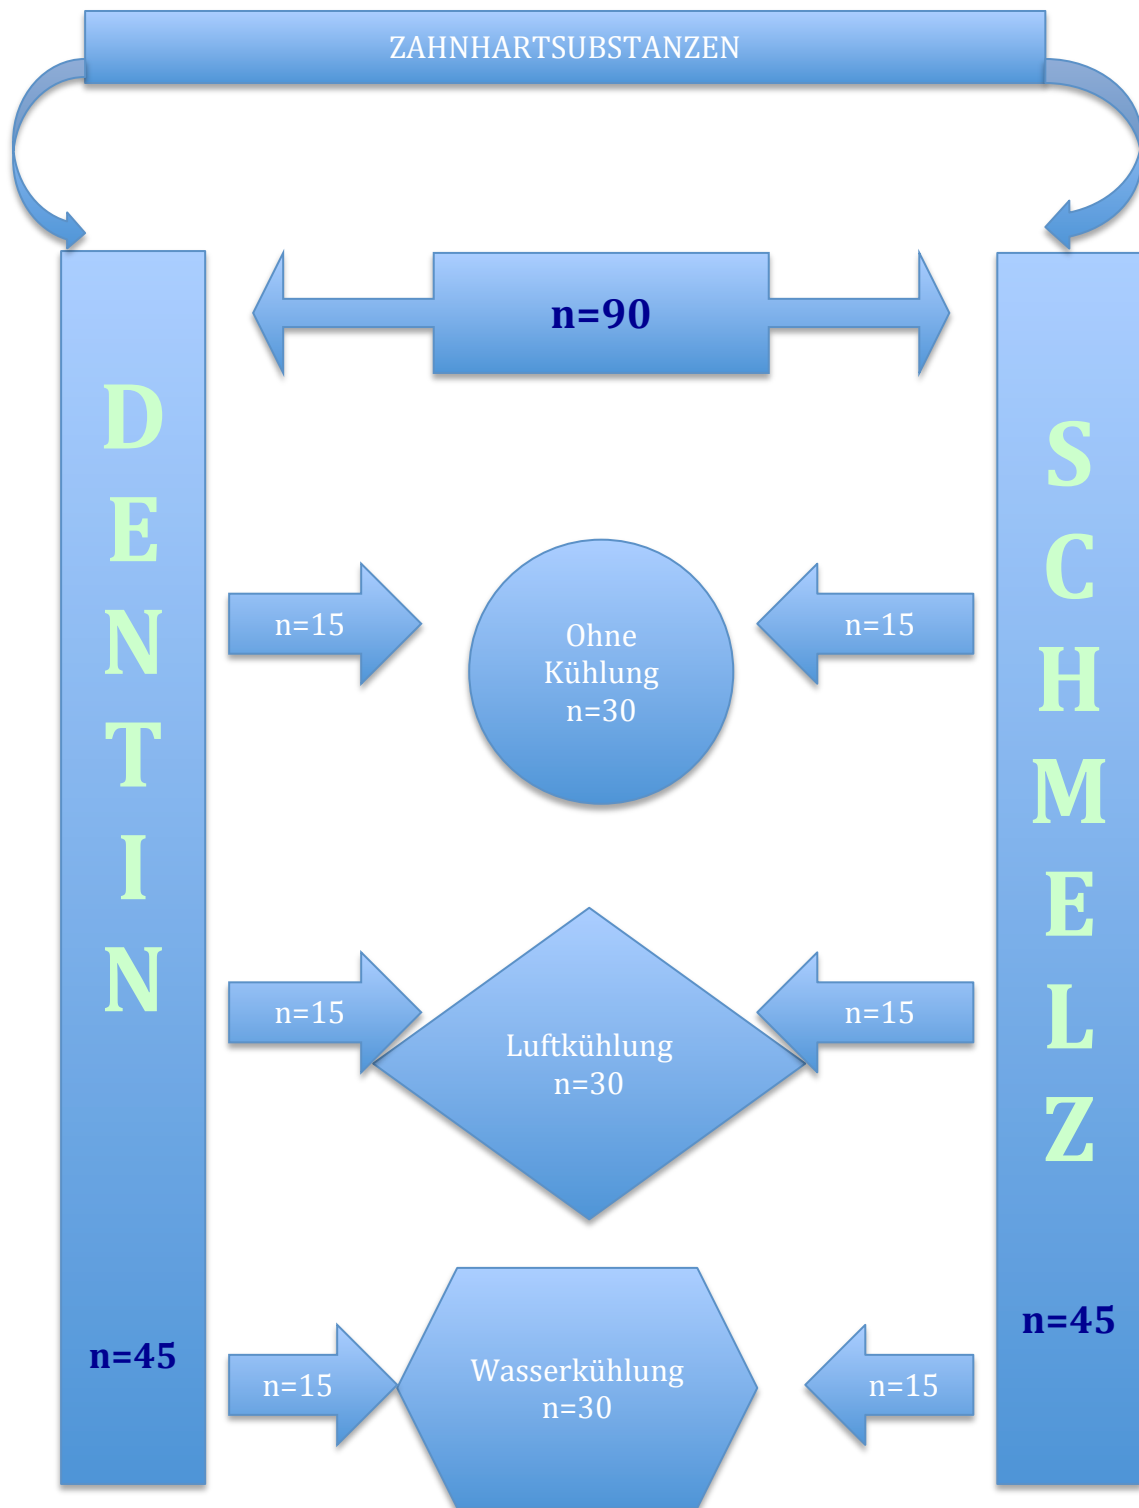 ZAHNHARTSUBSTANZEN
n=90
D
E
N
T
I
N
n=45
S
C
H
M
E
L
Z
n=45
n=15
Ohne
Kühlung
n=30
n=15
n=15
Luftkühlung
n=30
n=15
n=15
Wasserkühlung
n=30
n=15